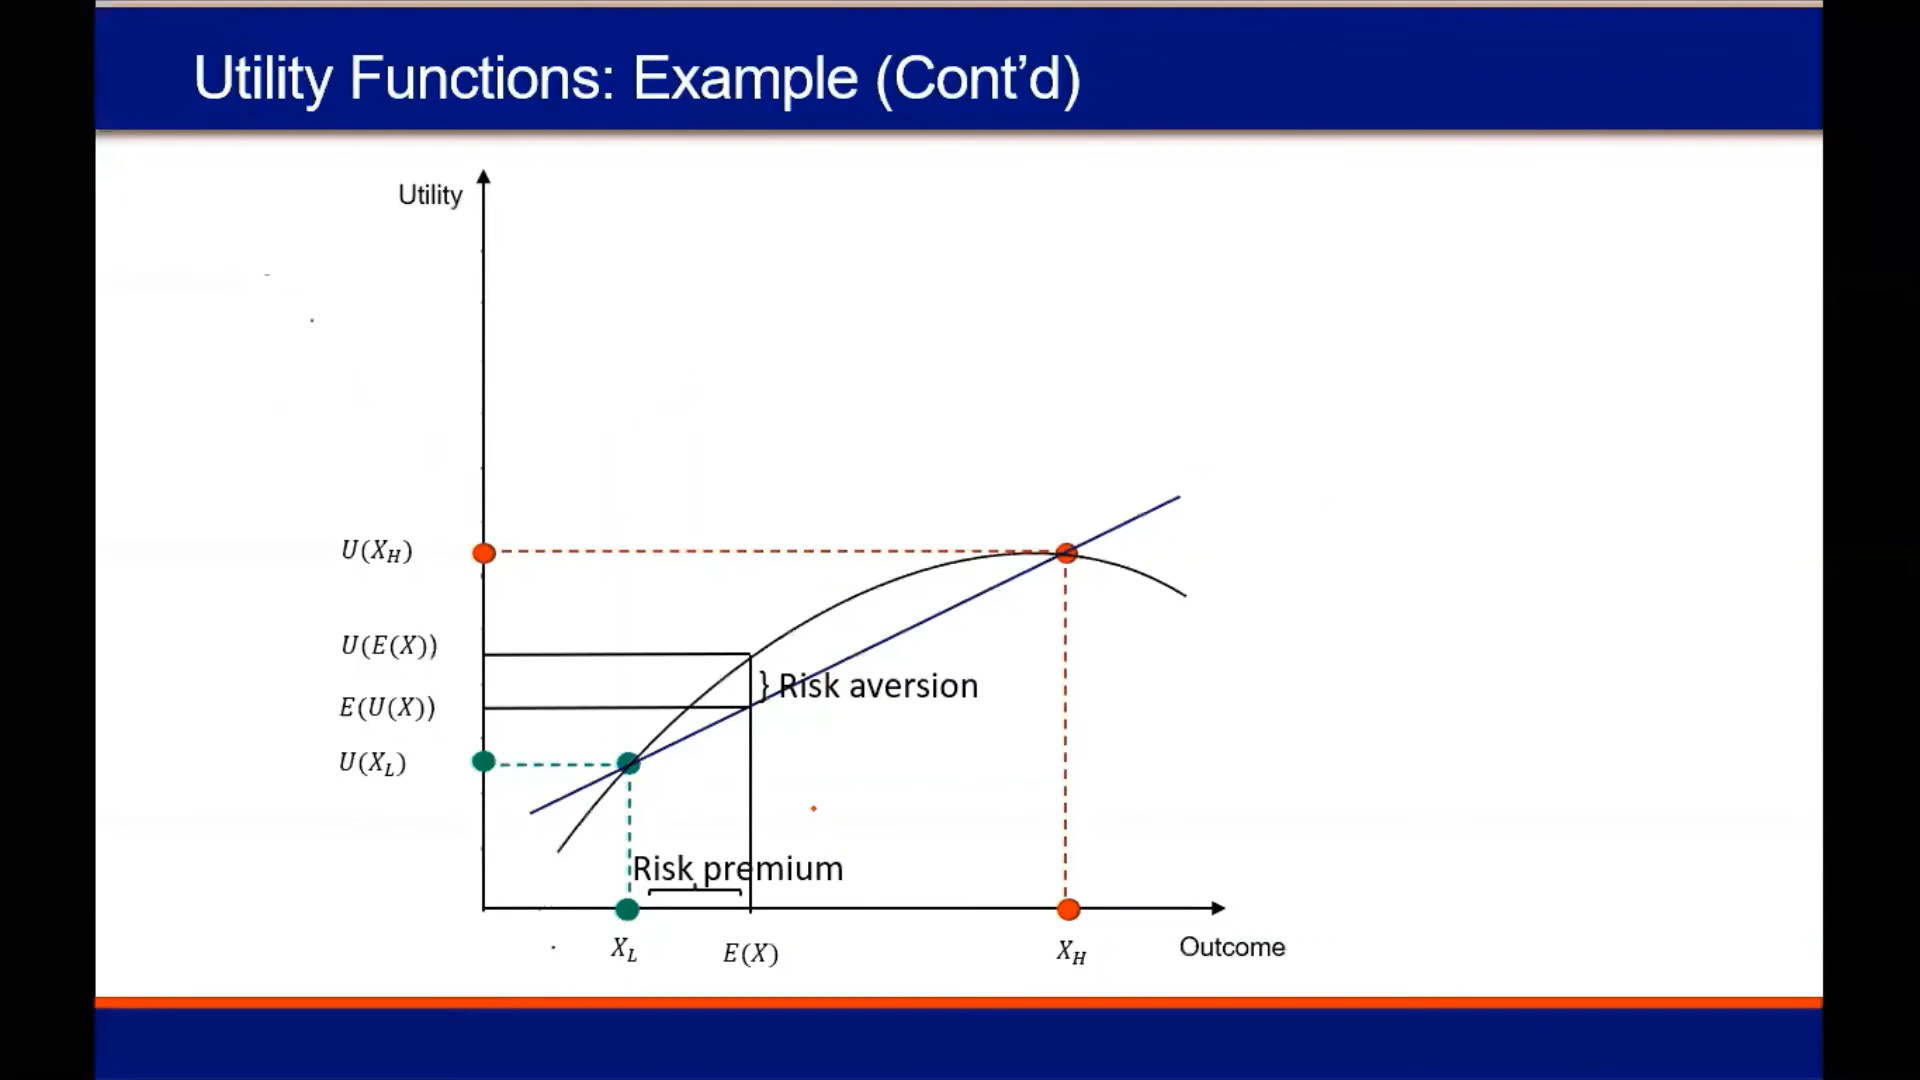 Utility Functions: Example (Cont’d)
Utility
U(X_H)
U(E(X))
} Risk aversion
E(U(X))
U(X_L)
Risk premium
X_L
E(X)
X_H
Outcome